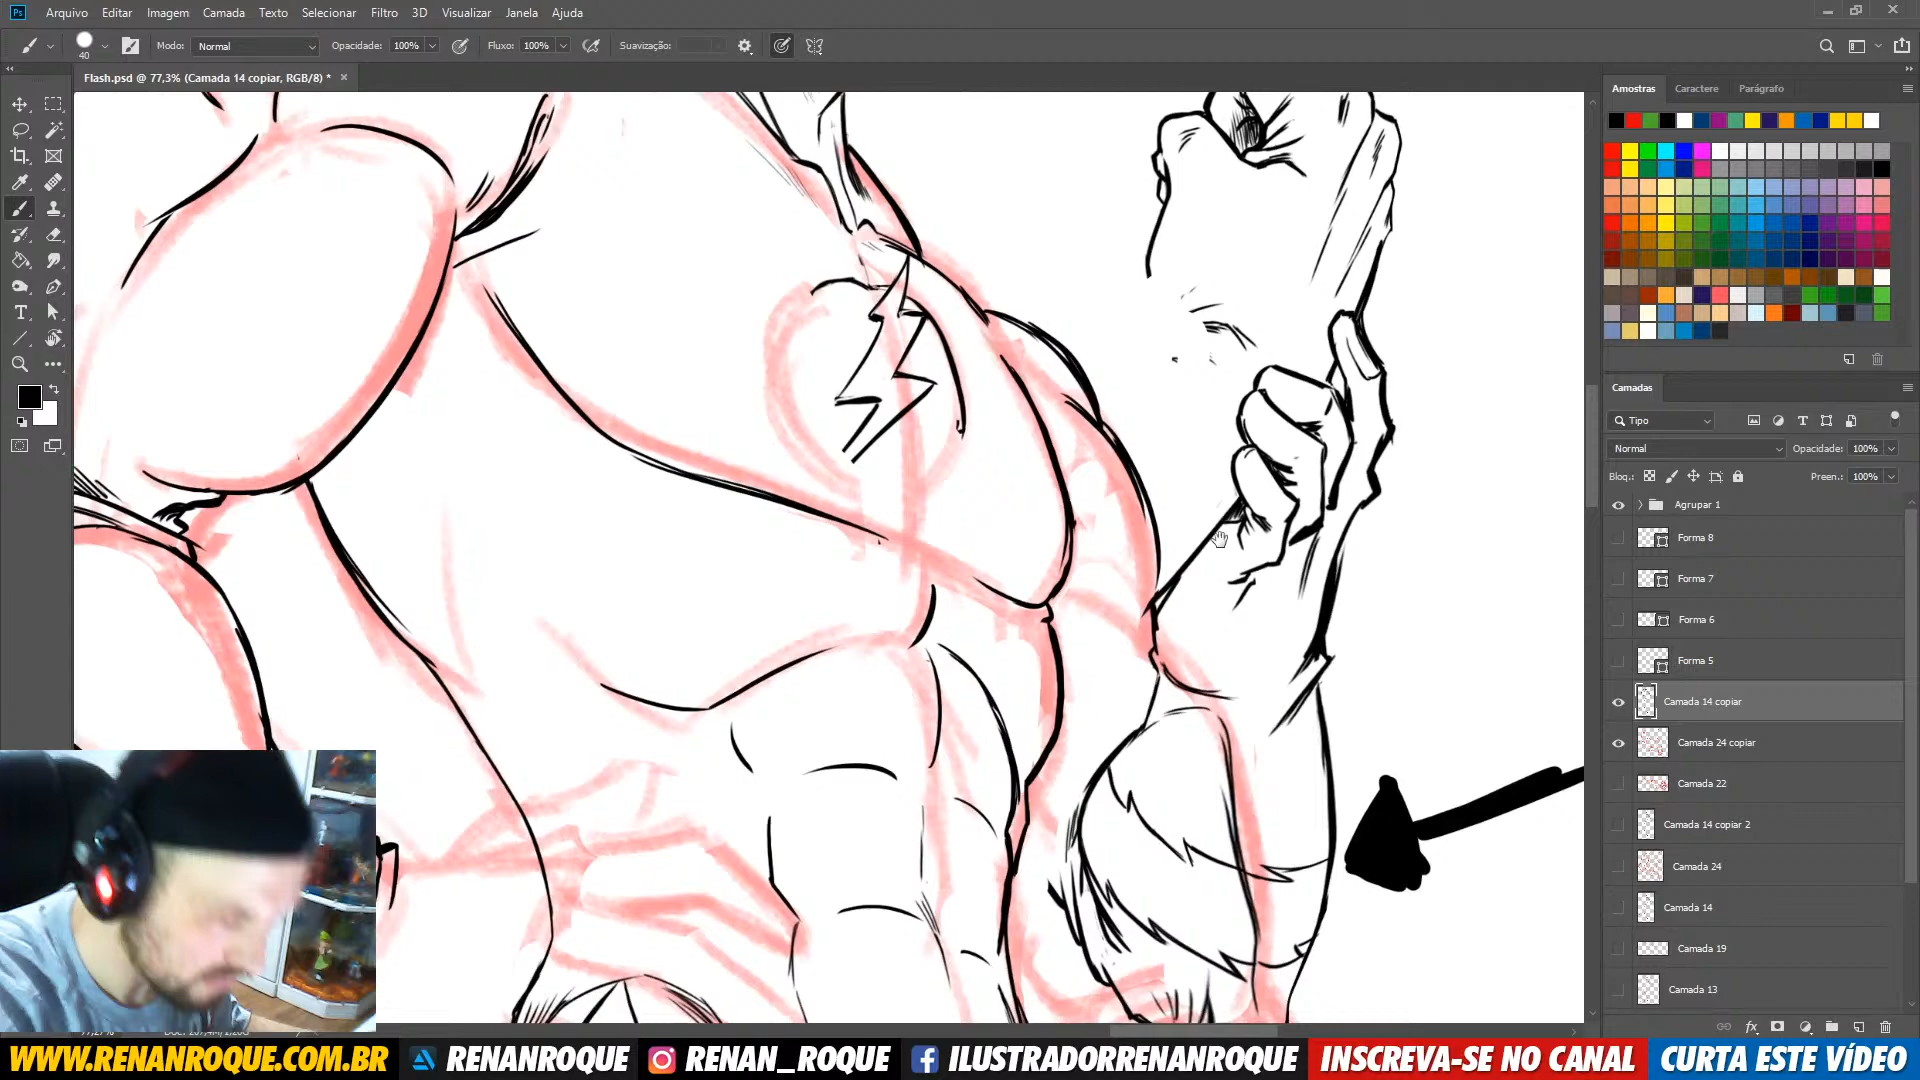 Ps Arquivo Editar Imagem Camada Texto Selecionar Filtro 3D Visualizar Janela Ajuda
40 Modo: Normal Opacidade: 100% Fluxo: 100% Suavização:
Flash.psd @ 77,3% (Camada 14 copiar, RGB/8) *
Amostras Caractere Parágrafo
Camadas
Tipo
Normal Opacidade: 100%
Bloq.: Preen.: 100%
Agrupar 1
Forma 8
Forma 7
Forma 6
Forma 5
Camada 14 copiar
Camada 24 copiar
Camada 22
Camada 14 copiar 2
Camada 24
Camada 14
Camada 19
Camada 13
WWW.RENANROQUE.COM.BR RENANROQUE RENAN_ROQUE ILUSTRADORRENANROQUE INSCREVA-SE NO CANAL CURTA ESTE VÍDEO